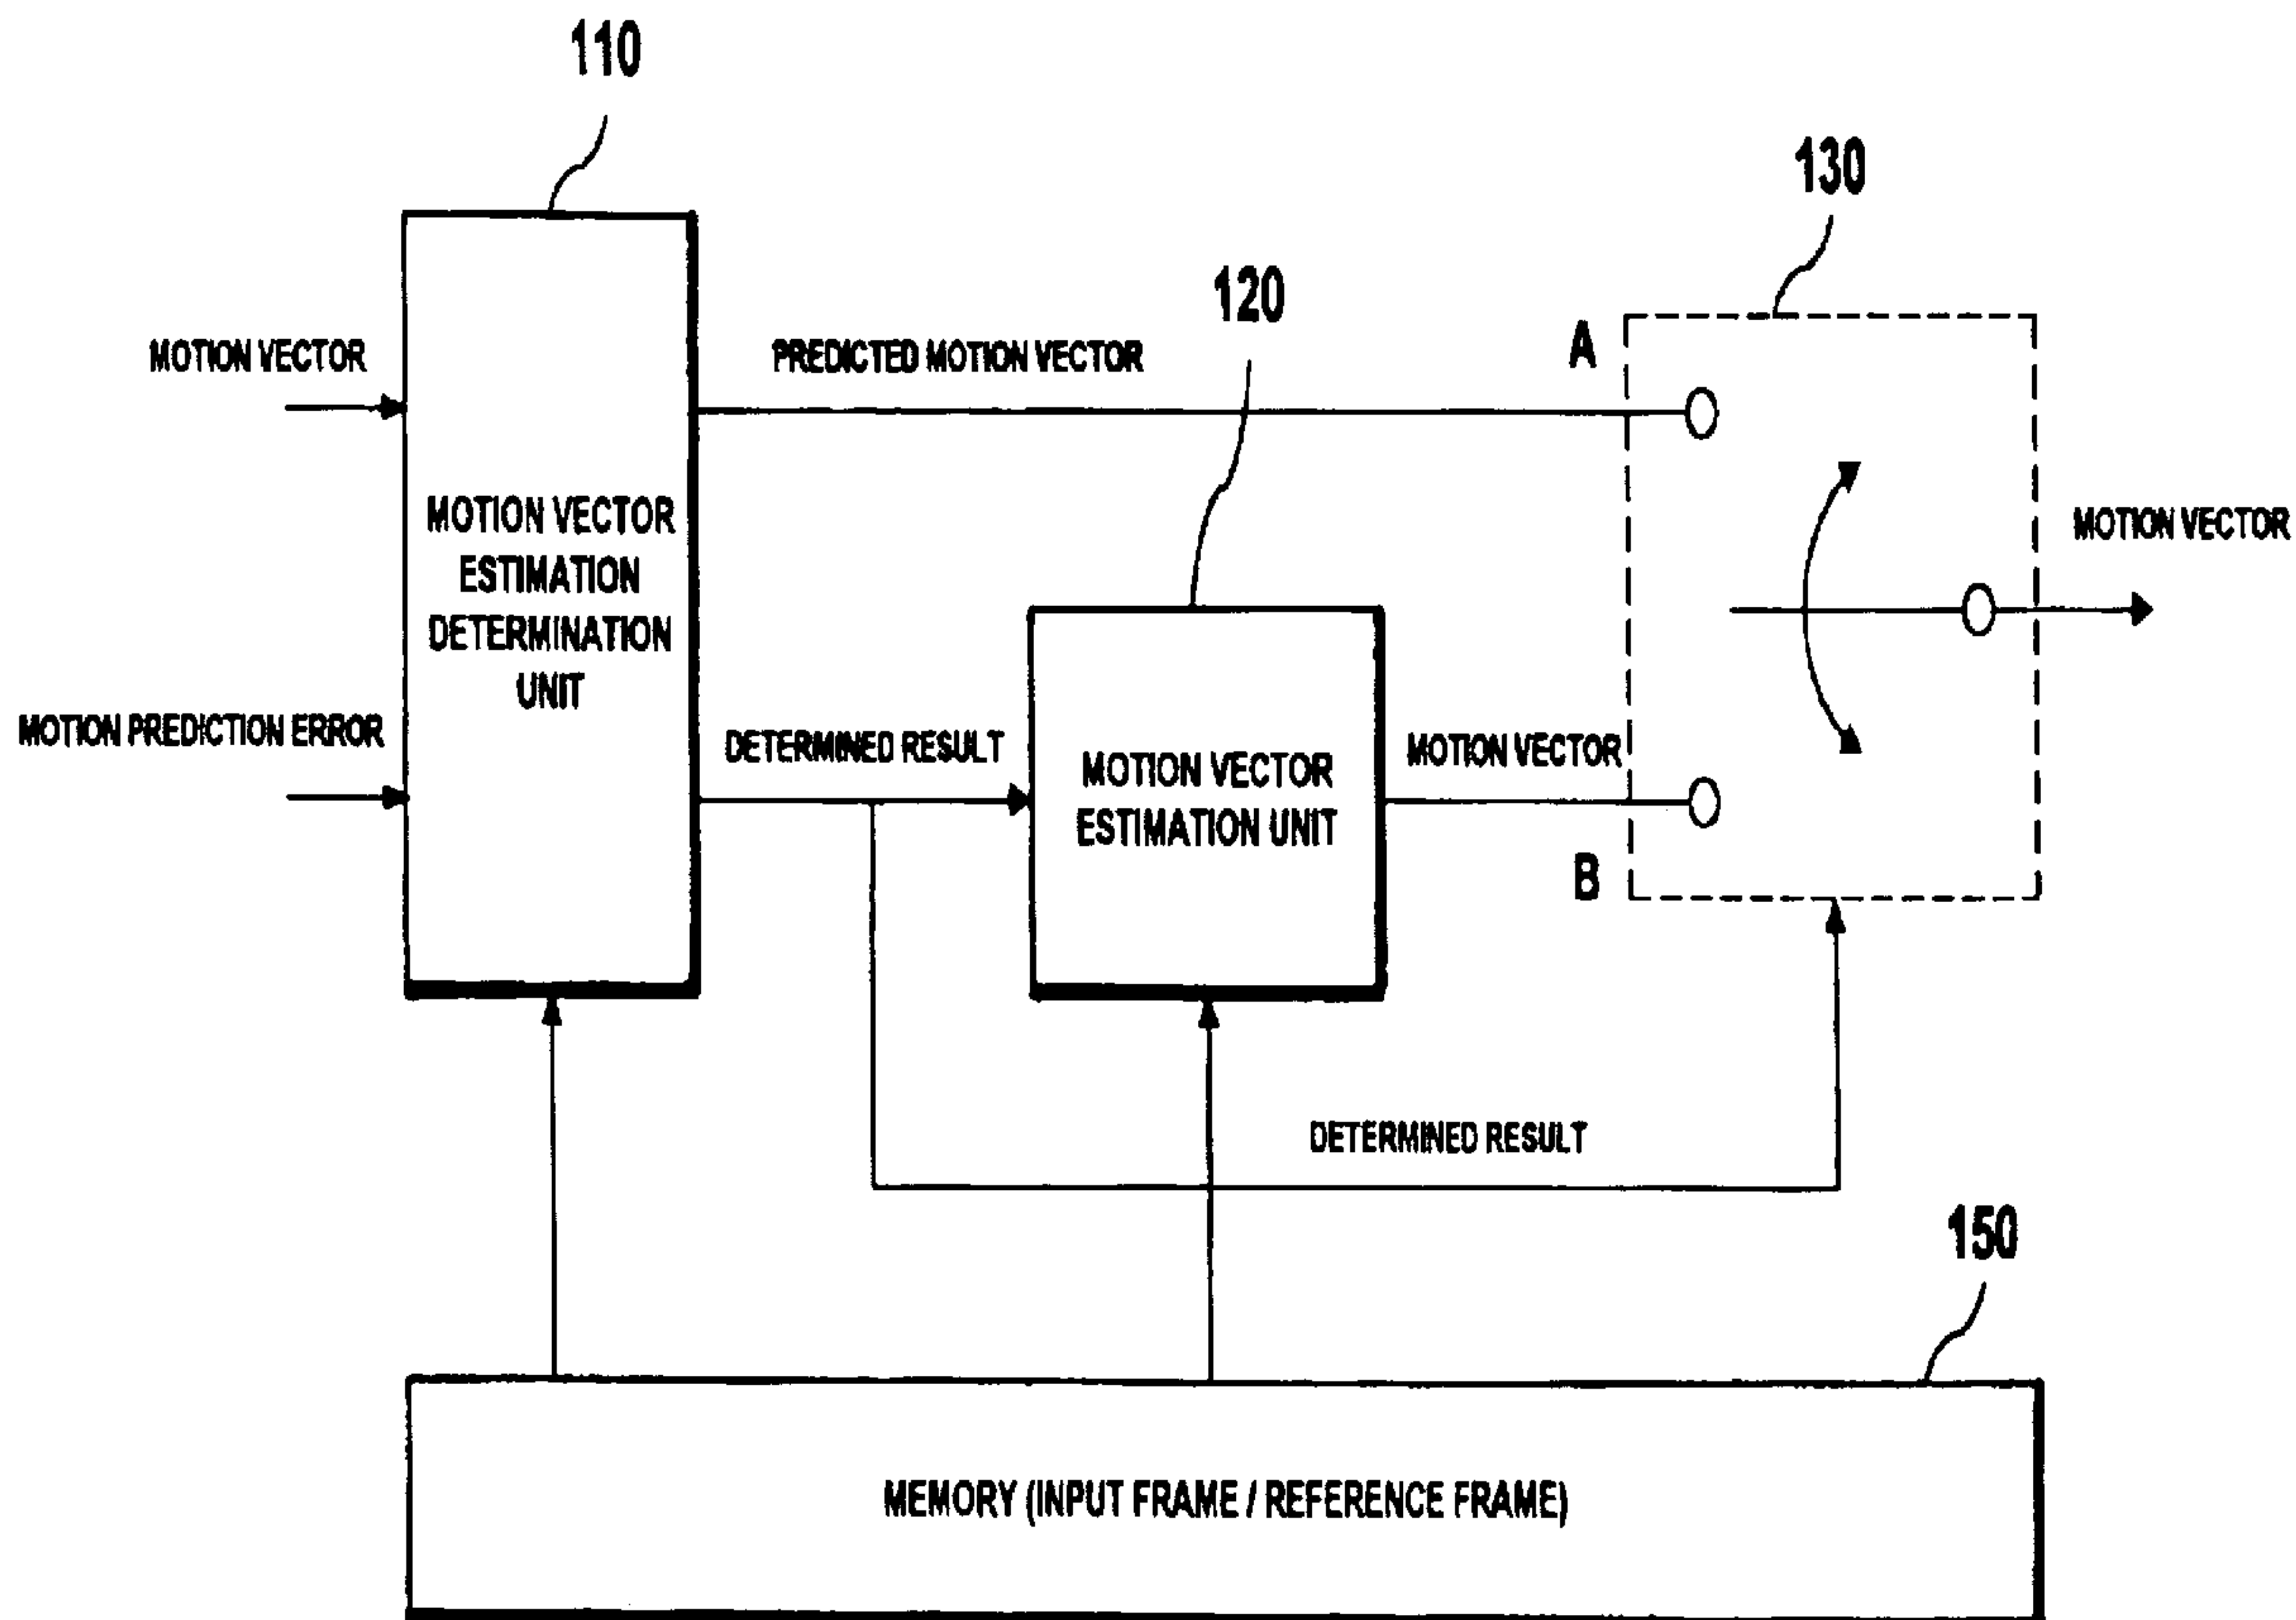 110
130
120
A
MOTION VECTOR
PREDICTED MOTION VECTOR
MOTION VECTOR
ESTIMATION
DETERMINATION
UNIT
MOTION VECTOR
MOTION PREDICTION ERROR
DETERMINED RESULT
MOTION VECTOR
ESTIMATION UNIT
MOTION VECTOR
B
DETERMINED RESULT
150
MEMORY (INPUT FRAME / REFERENCE FRAME)